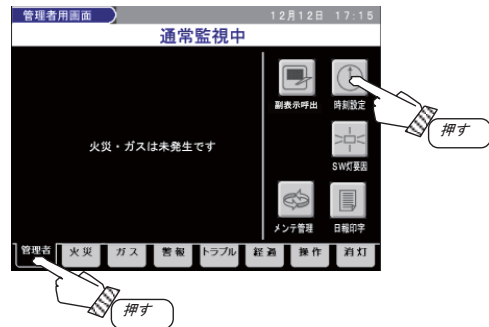 管理者用画面 12月12日 17:15
通常監視中
副表示呼出 時刻設定
押す
火災・ガスは未発生です
SW灯要因
メンテ管理 日報印字
管理者 火災 ガス 警報 トラブル 経過 操作 消灯
押す